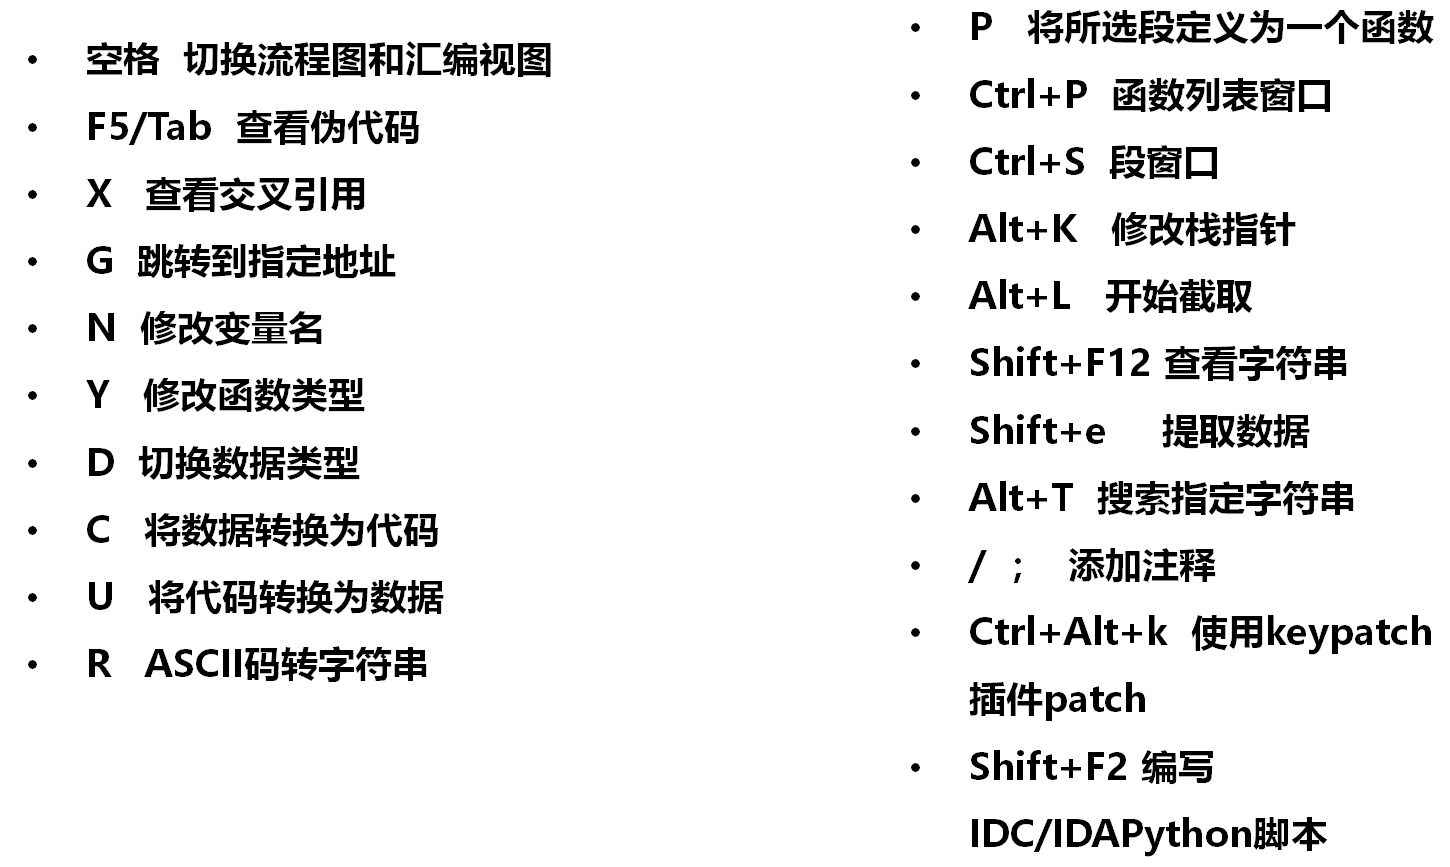 • 空格 切换流程图和汇编视图
• F5/Tab 查看伪代码
• X 查看交叉引用
• G 跳转到指定地址
• N 修改变量名
• Y 修改函数类型
• D 切换数据类型
• C 将数据转换为代码
• U 将代码转换为数据
• R ASCII码转字符串
• P 将所选段定义为一个函数
• Ctrl+P 函数列表窗口
• Ctrl+S 段窗口
• Alt+K 修改栈指针
• Alt+L 开始截取
• Shift+F12 查看字符串
• Shift+e 提取数据
• Alt+T 搜索指定字符串
• / ; 添加注释
• Ctrl+Alt+k 使用keypatch
插件patch
• Shift+F2 编写
IDC/IDAPython脚本